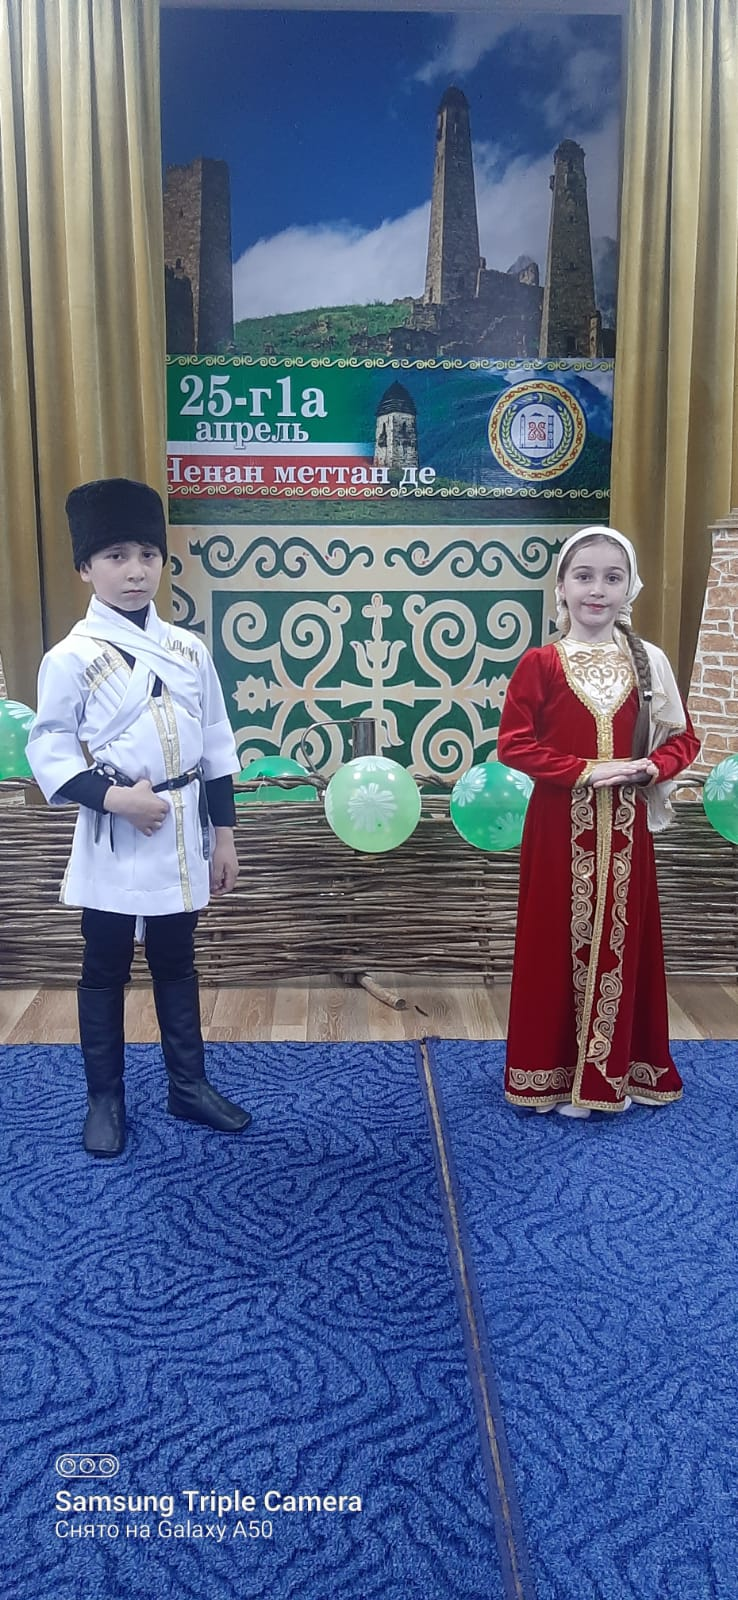 25-г1а
апрель
Ненан меттан де
Samsung Triple Camera
Снято на Galaxy A50